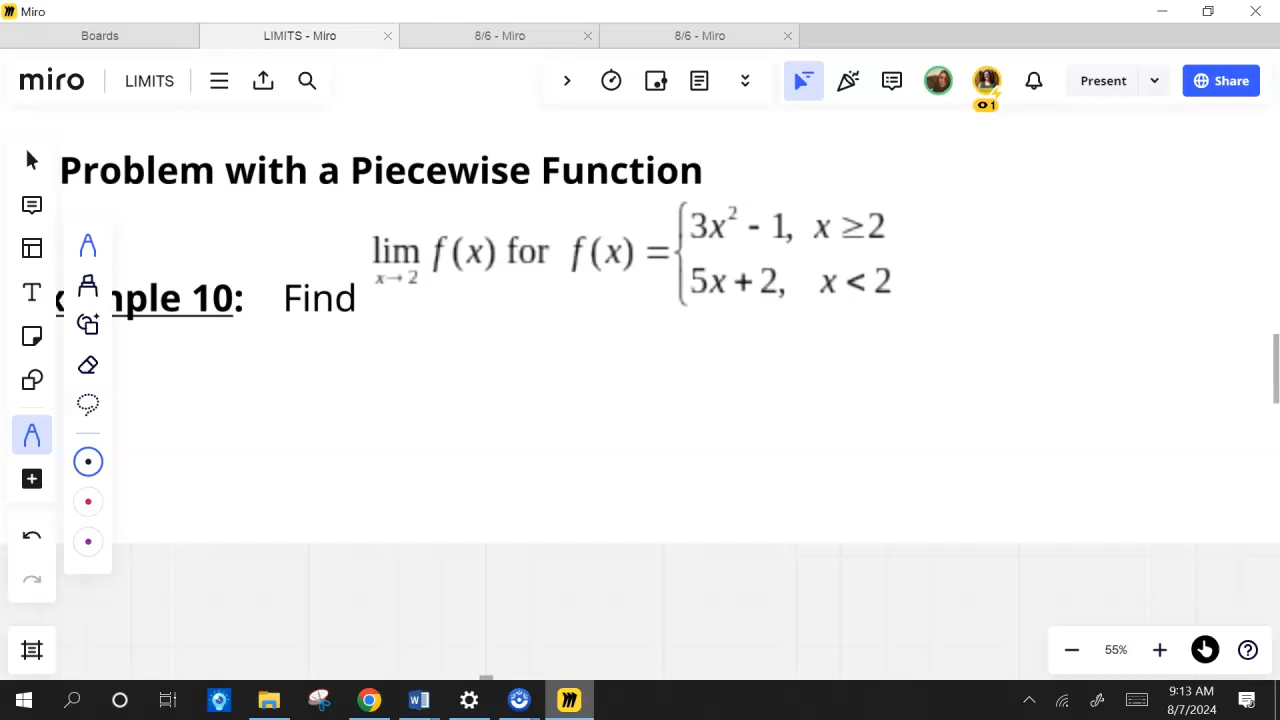 Miro
Boards
LIMITS - Miro
8/6 - Miro
8/6 - Miro
miro
LIMITS
Present
Share
1
Problem with a Piecewise Function
lim f(x) for f(x) = { 3x² - 1, x ≥ 2
x→2
5x + 2, x < 2
mple 10: Find
T
55%
9:13 AM
8/7/2024